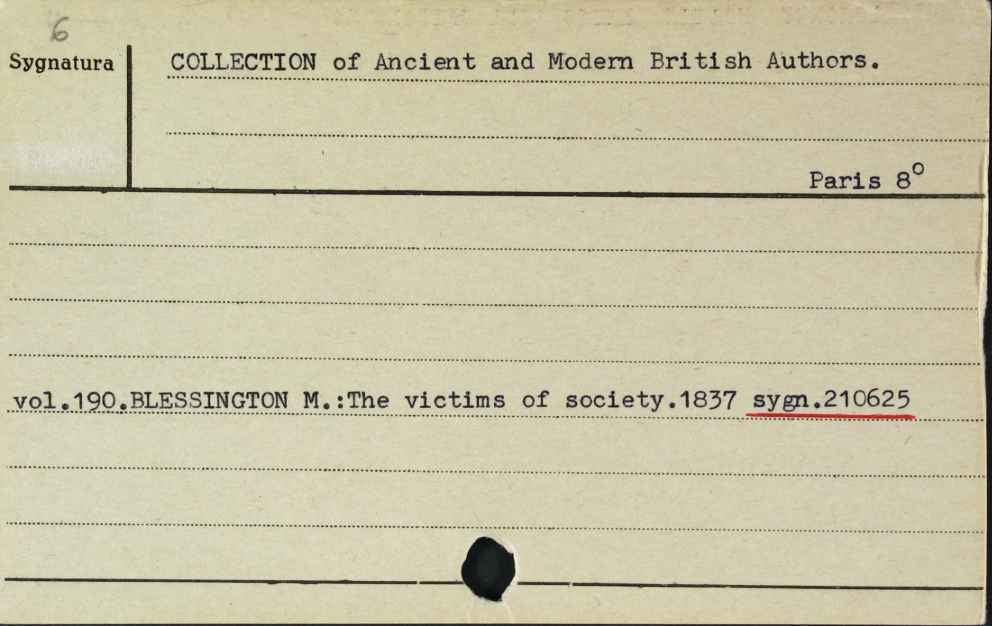 6
Sygnatura
COLLECTION of Ancient and Modern British Authors.
Paris 8⁰
vol.190.BLESSINGTON M.:The victims of society.1837 sygn.210625